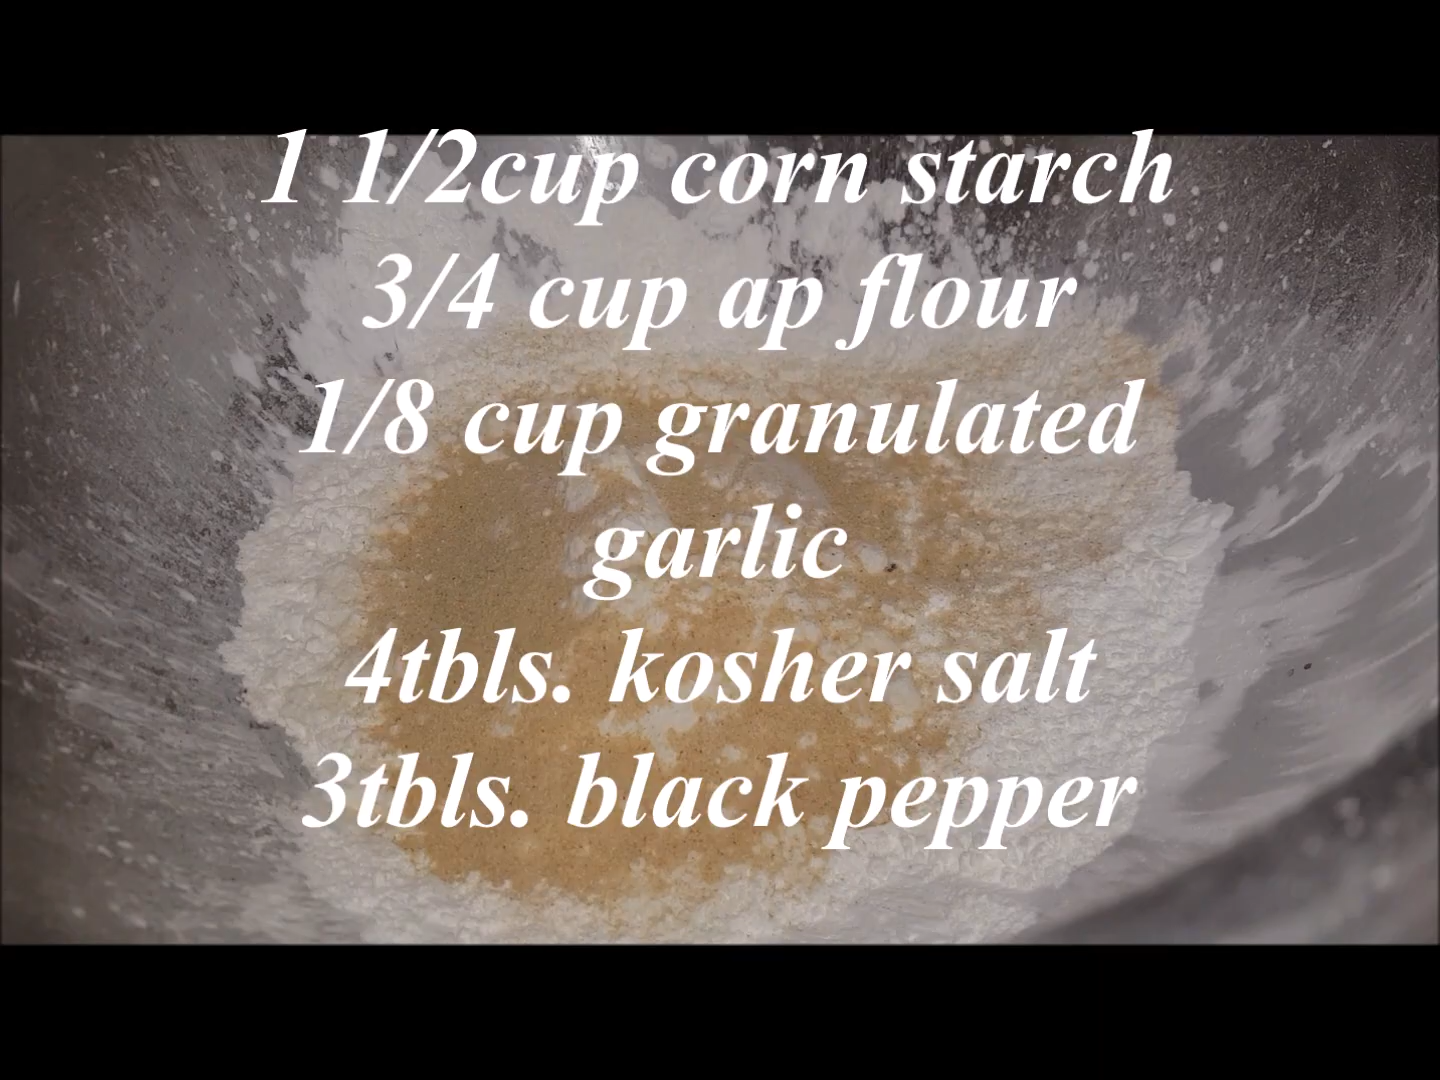 1 1/2cup corn starch
3/4 cup ap flour
1/8 cup granulated
garlic
4tbls. kosher salt
3tbls. black pepper